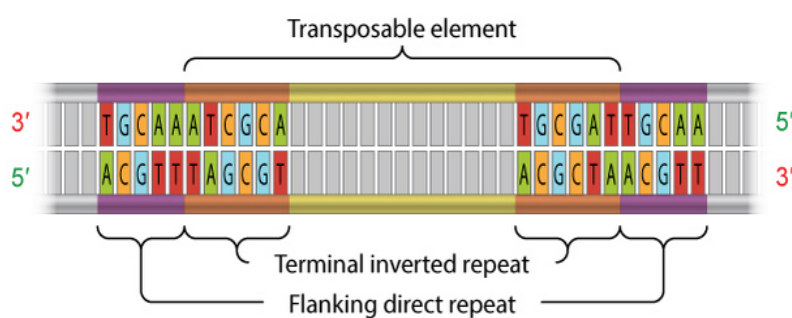 Transposable element
3′ TGCAAATCGCA TGCGATTGCAA 5′
5′ ACGTTTAGCGT ACGCTAACGTT 3′
Terminal inverted repeat
Flanking direct repeat